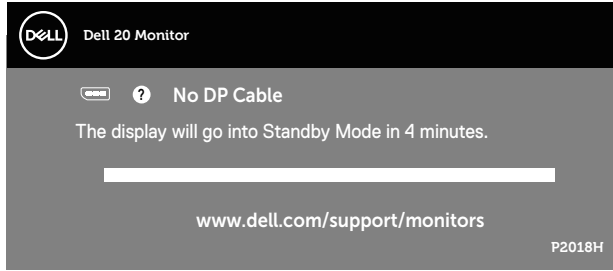 DELL
Dell 20 Monitor
? No DP Cable
The display will go into Standby Mode in 4 minutes.
www.dell.com/support/monitors
P2018H